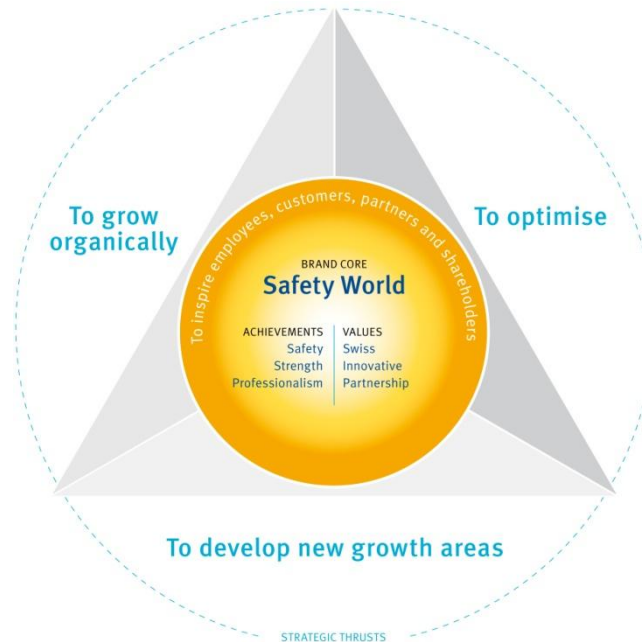 To grow
organically
To optimise
To inspire employees, customers, partners and shareholders
BRAND CORE
Safety World
ACHIEVEMENTS
Safety
Strength
Professionalism
VALUES
Swiss
Innovative
Partnership
To develop new growth areas
STRATEGIC THRUSTS